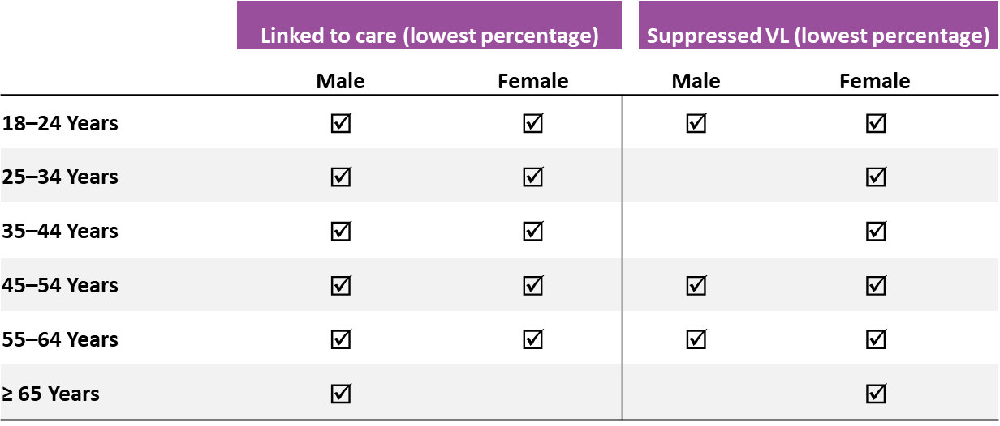 Linked to care (lowest percentage) Suppressed VL (lowest percentage)
Male Female Male Female
18–24 Years ☑ ☑ ☑ ☑
25–34 Years ☑ ☑ ☑
35–44 Years ☑ ☑ ☑
45–54 Years ☑ ☑ ☑ ☑
55–64 Years ☑ ☑ ☑ ☑
≥ 65 Years ☑ ☑